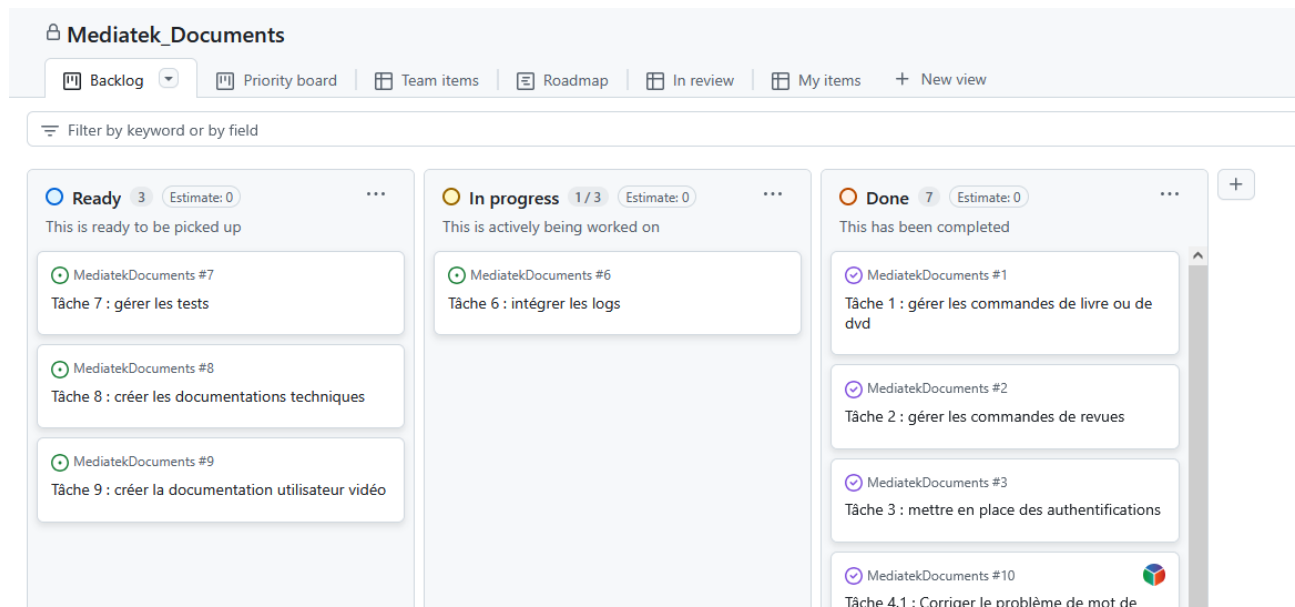 Mediatek_Documents
Backlog
Priority board
Team items
Roadmap
In review
My items
+ New view
Filter by keyword or by field
Ready 3 Estimate: 0 ...
This is ready to be picked up
MediatekDocuments #7
Tâche 7 : gérer les tests
MediatekDocuments #8
Tâche 8 : créer les documentations techniques
MediatekDocuments #9
Tâche 9 : créer la documentation utilisateur vidéo
In progress 1 / 3 Estimate: 0 ...
This is actively being worked on
MediatekDocuments #6
Tâche 6 : intégrer les logs
Done 7 Estimate: 0 ...
This has been completed
MediatekDocuments #1
Tâche 1 : gérer les commandes de livre ou de
dvd
MediatekDocuments #2
Tâche 2 : gérer les commandes de revues
MediatekDocuments #3
Tâche 3 : mettre en place des authentifications
MediatekDocuments #10
Tâche 4.1 : Corriger le problème de mot de
+